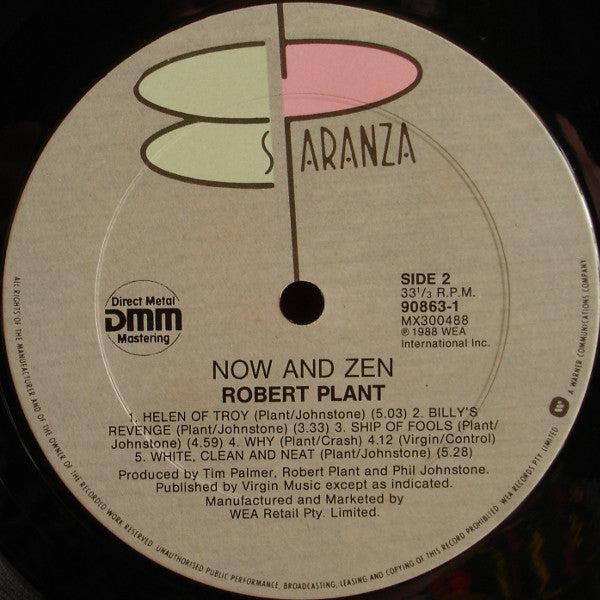 ES PARANZA
Direct Metal
DMM
Mastering
SIDE 2
33 1/3 R.P.M.
90863-1
MX300488
℗ 1988 WEA
International Inc.
NOW AND ZEN
ROBERT PLANT
1. HELEN OF TROY (Plant/Johnstone) (5.03) 2. BILLY'S
REVENGE (Plant/Johnstone) (3.33) 3. SHIP OF FOOLS (Plant/
Johnstone) (4.59) 4. WHY (Plant/Crash) 4.12 (Virgin/Control)
5. WHITE, CLEAN AND NEAT (Plant/Johnstone) (5.28)
Produced by Tim Palmer, Robert Plant and Phil Johnstone.
Published by Virgin Music except as indicated.
Manufactured and Marketed by
WEA Retail Pty. Limited.
ALL RIGHTS OF THE MANUFACTURER AND OF THE OWNER OF THE RECORDED WORK RESERVED. UNAUTHORISED PUBLIC PERFORMANCE, BROADCASTING, LEASING AND COPYING OF THIS RECORD PROHIBITED. WEA RECORDS PTY. LIMITED
A WARNER COMMUNICATIONS COMPANY